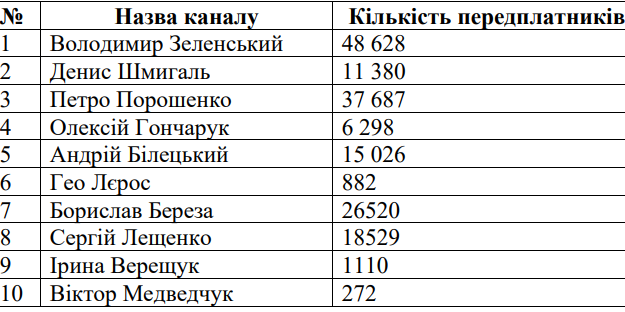 № Назва каналу Кількість передплатників
1 Володимир Зеленський 48 628
2 Денис Шмигаль 11 380
3 Петро Порошенко 37 687
4 Олексій Гончарук 6 298
5 Андрій Білецький 15 026
6 Гео Лєрос 882
7 Борислав Береза 26520
8 Сергій Лещенко 18529
9 Ірина Верещук 1110
10 Віктор Медведчук 272